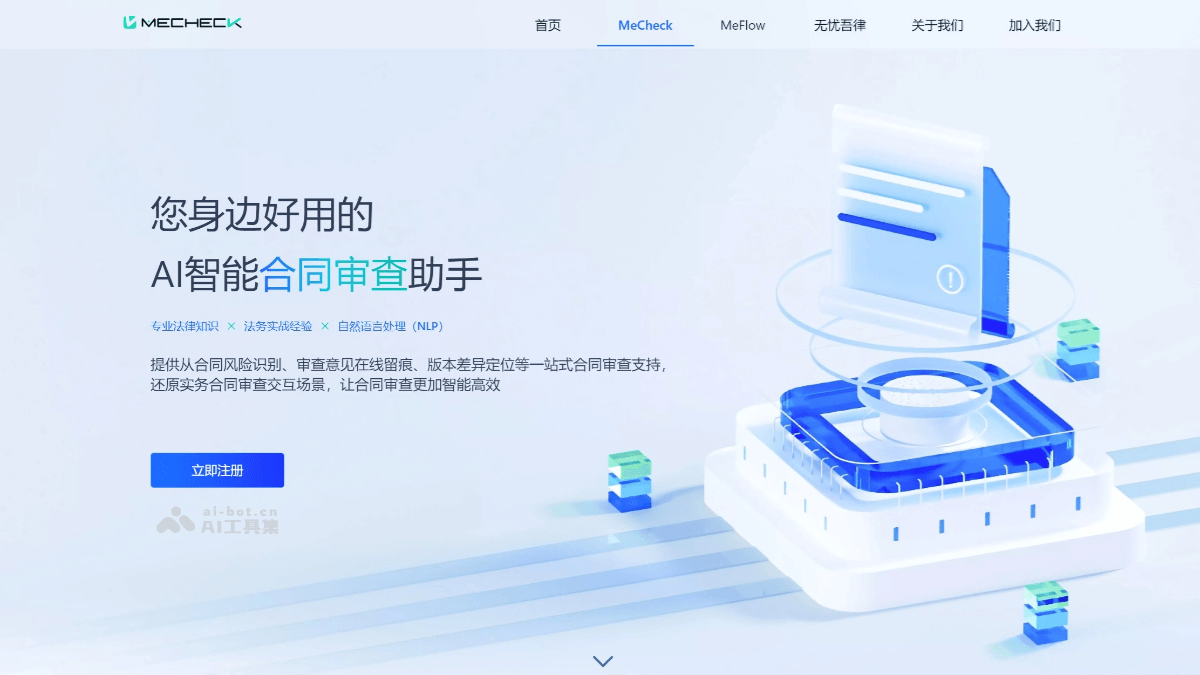 MECHECK
首页
MeCheck
MeFlow
无忧吾律
关于我们
加入我们
您身边好用的
AI智能合同审查助手
专业法律知识 × 法务实战经验 × 自然语言处理（NLP）
提供从合同风险识别、审查意见在线留痕、版本差异定位等一站式合同审查支持，
还原实务合同审查交互场景，让合同审查更加智能高效
立即注册
ai-bot.cn
AI工具集